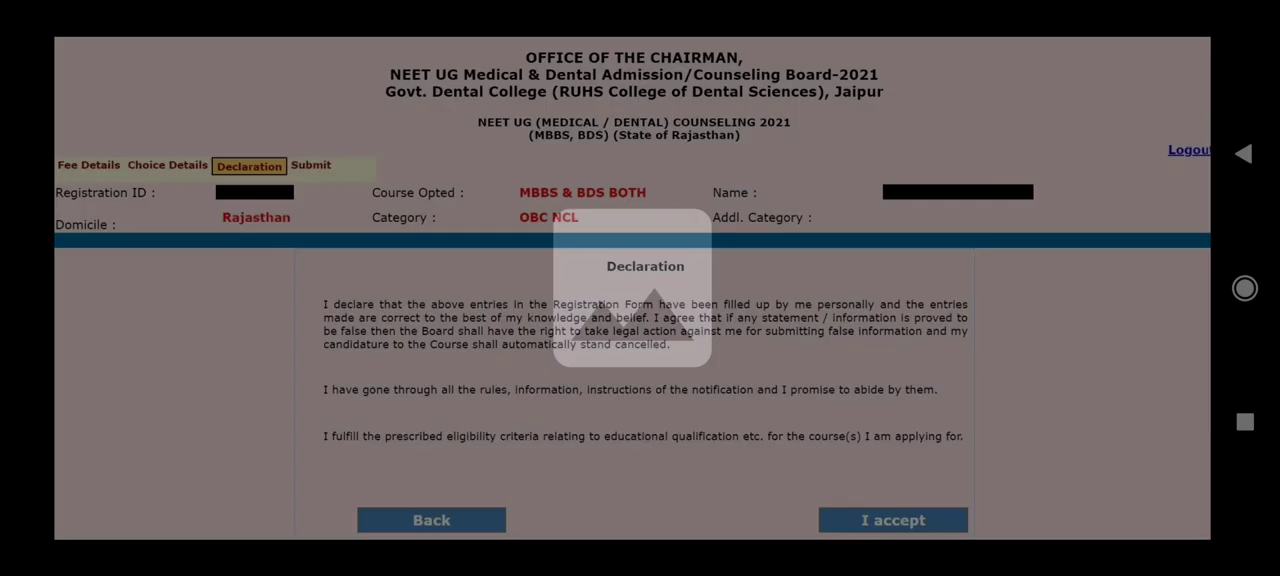 OFFICE OF THE CHAIRMAN,
NEET UG Medical & Dental Admission/Counseling Board-2021
Govt. Dental College (RUHS College of Dental Sciences), Jaipur
NEET UG (MEDICAL / DENTAL) COUNSELING 2021
(MBBS, BDS) (State of Rajasthan)
Logout
Fee Details Choice Details Declaration Submit
Registration ID : Course Opted : MBBS & BDS BOTH Name :
Domicile : Rajasthan Category : OBC NCL Addl. Category :
Declaration
I declare that the above entries in the Registration Form have been filled up by me personally and the entries
made are correct to the best of my knowledge and belief. I agree that if any statement / information is proved to
be false then the Board shall have the right to take legal action against me for submitting false information and my
candidature to the Course shall automatically stand cancelled.
I have gone through all the rules, information, instructions of the notification and I promise to abide by them.
I fulfill the prescribed eligibility criteria relating to educational qualification etc. for the course(s) I am applying for.
Back I accept